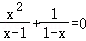 x²/(x-1) + 1/(1-x) = 0